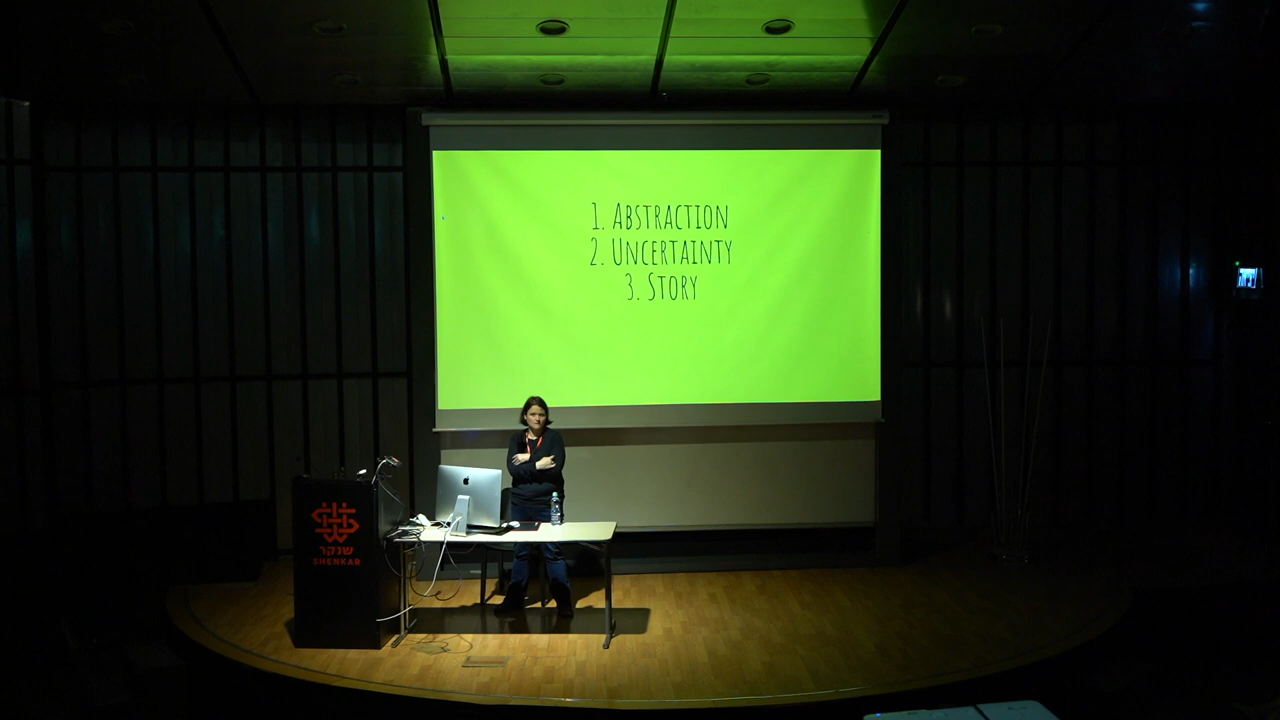 1. Abstraction
2. Uncertainty
3. Story
שנקר
SHENKAR